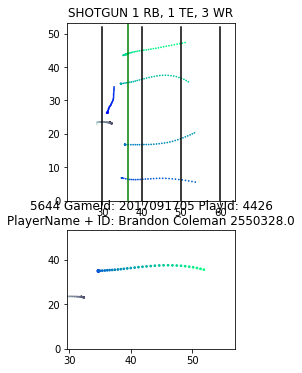 SHOTGUN 1 RB, 1 TE, 3 WR
50
40
30
20
10
0
30 40 50 60
5644 GameId: 2017091705 PlayId: 4426
PlayerName + ID: Brandon Coleman 2550328.0
40
20
0
30 40 50